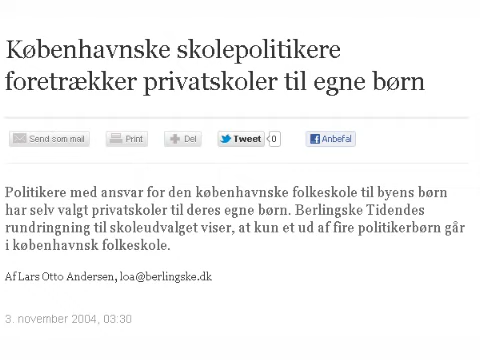 Københavnske skolepolitikere
foretrækker privatskoler til egne børn
Send som mail Print Del Tweet 0 Anbefal
Politikere med ansvar for den københavnske folkeskole til byens børn
har selv valgt privatskoler til deres egne børn. Berlingske Tidendes
rundringning til skoleudvalget viser, at kun et ud af fire politikerbørn går
i københavnsk folkeskole.
Af Lars Otto Andersen, loa@berlingske.dk
3. november 2004, 03:30